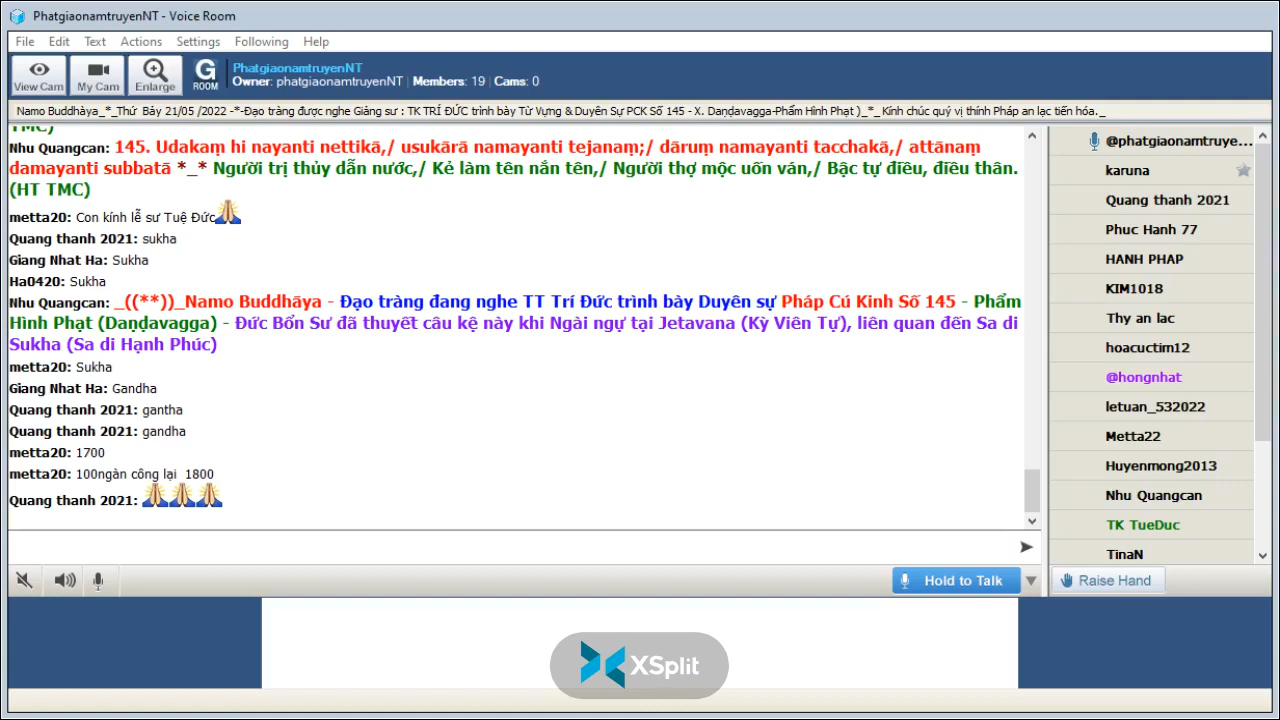 PhatgiaonamtruyenNT - Voice Room
File Edit Text Actions Settings Following Help
View Cam My Cam Enlarge G ROOM
PhatgiaonamtruyenNT
Owner: phatgiaonamtruyenNT | Members: 19 | Cams: 0
Namo Buddhàya_*_Thứ Bảy 21/05 /2022 -*-Đạo tràng được nghe Giảng sư : TK TRÍ ĐỨC trình bày Từ Vựng & Duyên Sự PCK Số 145 - X. Daṇḍavagga-Phẩm Hình Phạt )_*_ Kính chúc quý vị thính Pháp an lạc tiến hóa._
TMC)
Nhu Quangcan: 145. Udakaṃ hi nayanti nettikā,/ usukārā namayanti tejanaṃ;/ dāruṃ namayanti tacchakā,/ attānaṃ
damayanti subbatā *_* Người trị thủy dẫn nước,/ Kẻ làm tên nắn tên,/ Người thợ mộc uốn ván,/ Bậc tự điều, điều thân.
(HT TMC)
metta20: Con kính lễ sư Tuệ Đức
Quang thanh 2021: sukha
Giang Nhat Ha: Sukha
Ha0420: Sukha
Nhu Quangcan: _((**))_Namo Buddhāya - Đạo tràng đang nghe TT Trí Đức trình bày Duyên sự Pháp Cú Kinh Số 145 - Phẩm
Hình Phạt (Daṇḍavagga) - Đức Bổn Sư đã thuyết câu kệ này khi Ngài ngự tại Jetavana (Kỳ Viên Tự), liên quan đến Sa di
Sukha (Sa di Hạnh Phúc)
metta20: Sukha
Giang Nhat Ha: Gandha
Quang thanh 2021: gantha
Quang thanh 2021: gandha
metta20: 1700
metta20: 100ngàn công lại 1800
Quang thanh 2021:
@phatgiaonamtruye...
karuna
Quang thanh 2021
Phuc Hanh 77
HANH PHAP
KIM1018
Thy an lac
hoacuctim12
@hongnhat
letuan_532022
Metta22
Huyenmong2013
Nhu Quangcan
TK TueDuc
TinaN
Hold to Talk
Raise Hand
XSplit